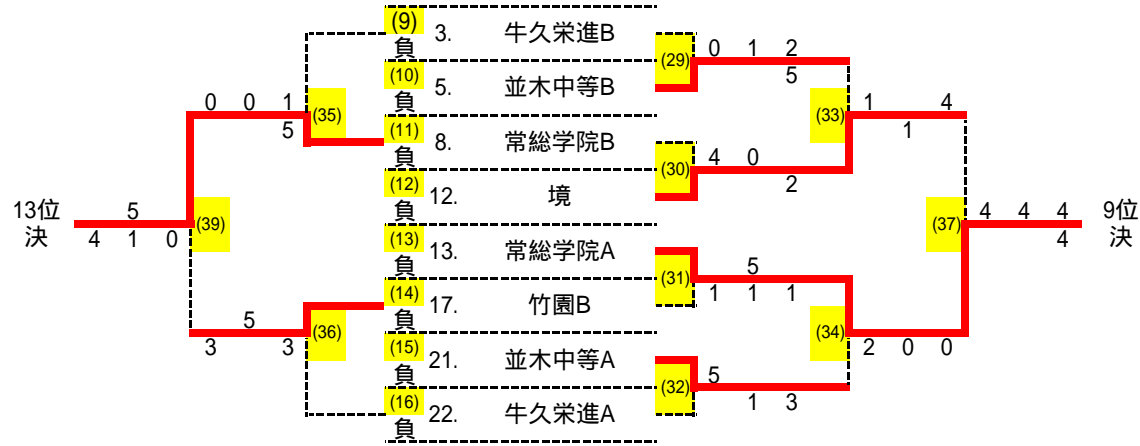 (9) 3. 牛久栄進B
負 (29) 0 1 2
(10) 5. 並木中等B 5
負
0 0 1 (35) (33) 1 4
5 (11) 8. 常総学院B 1
負 (30) 4 0
(12) 12. 境 2
負
13位 5 (39) (37) 4 4 4 9位
決 4 1 0 4 決
(13) 13. 常総学院A
負 (31) 5
(14) 17. 竹園B 1 1 1
負
5 (36) (34)
3 3 2 0 0
(15) 21. 並木中等A
負 (32) 5
(16) 22. 牛久栄進A 1 3
負